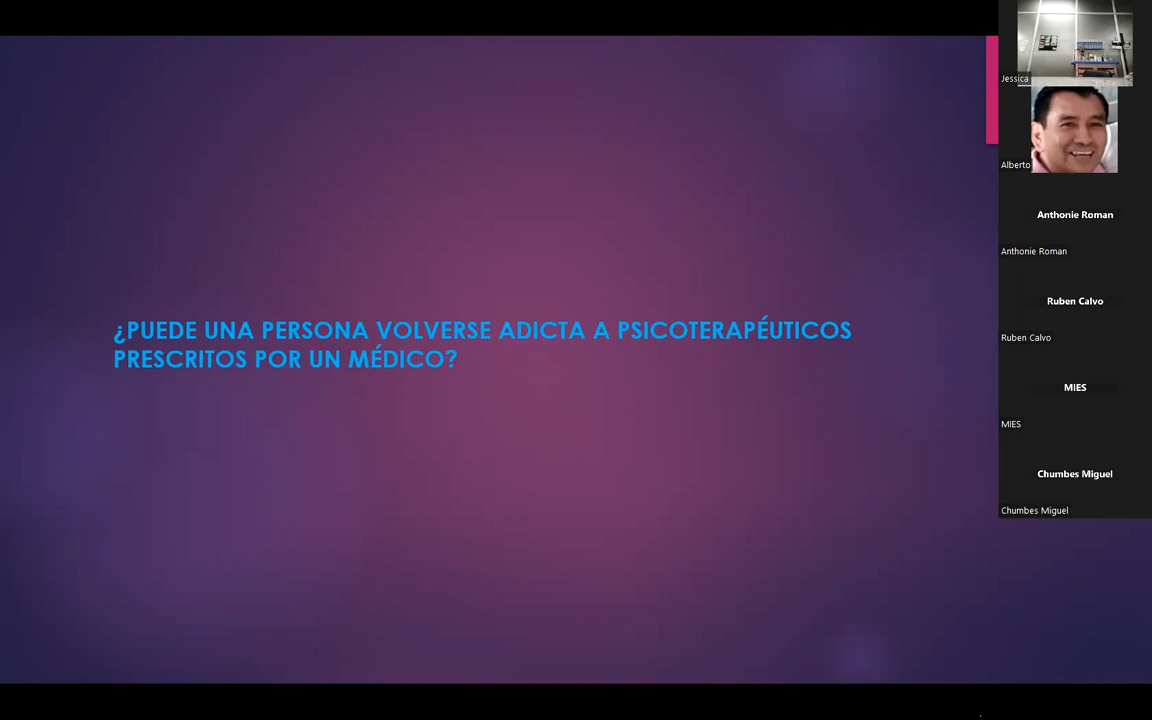 ¿PUEDE UNA PERSONA VOLVERSE ADICTA A PSICOTERAPÉUTICOS
PRESCRITOS POR UN MÉDICO?
Jessica
Alberto
Anthonie Roman
Anthonie Roman
Ruben Calvo
Ruben Calvo
MIES
MIES
Chumbes Miguel
Chumbes Miguel